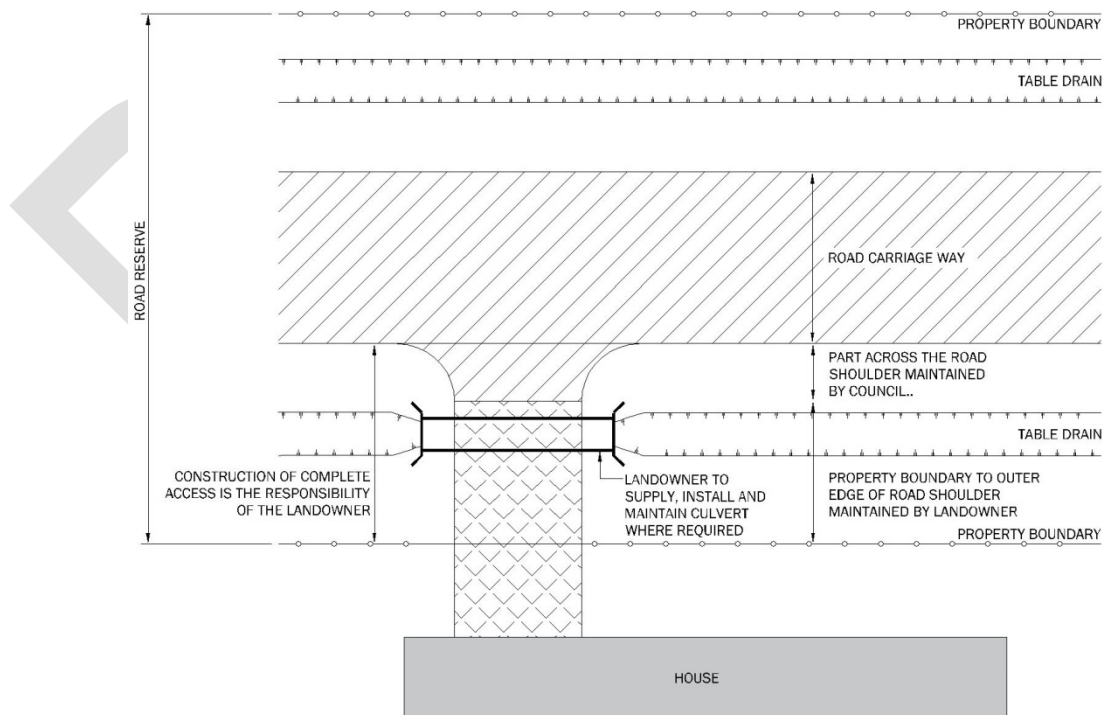 PROPERTY BOUNDARY
TABLE DRAIN
ROAD RESERVE
ROAD CARRIAGE WAY
PART ACROSS THE ROAD
SHOULDER MAINTAINED
BY COUNCIL..
TABLE DRAIN
CONSTRUCTION OF COMPLETE
ACCESS IS THE RESPONSIBILITY
OF THE LANDOWNER
LANDOWNER TO
SUPPLY, INSTALL AND
MAINTAIN CULVERT
WHERE REQUIRED
PROPERTY BOUNDARY TO OUTER
EDGE OF ROAD SHOULDER
MAINTAINED BY LANDOWNER
PROPERTY BOUNDARY
HOUSE